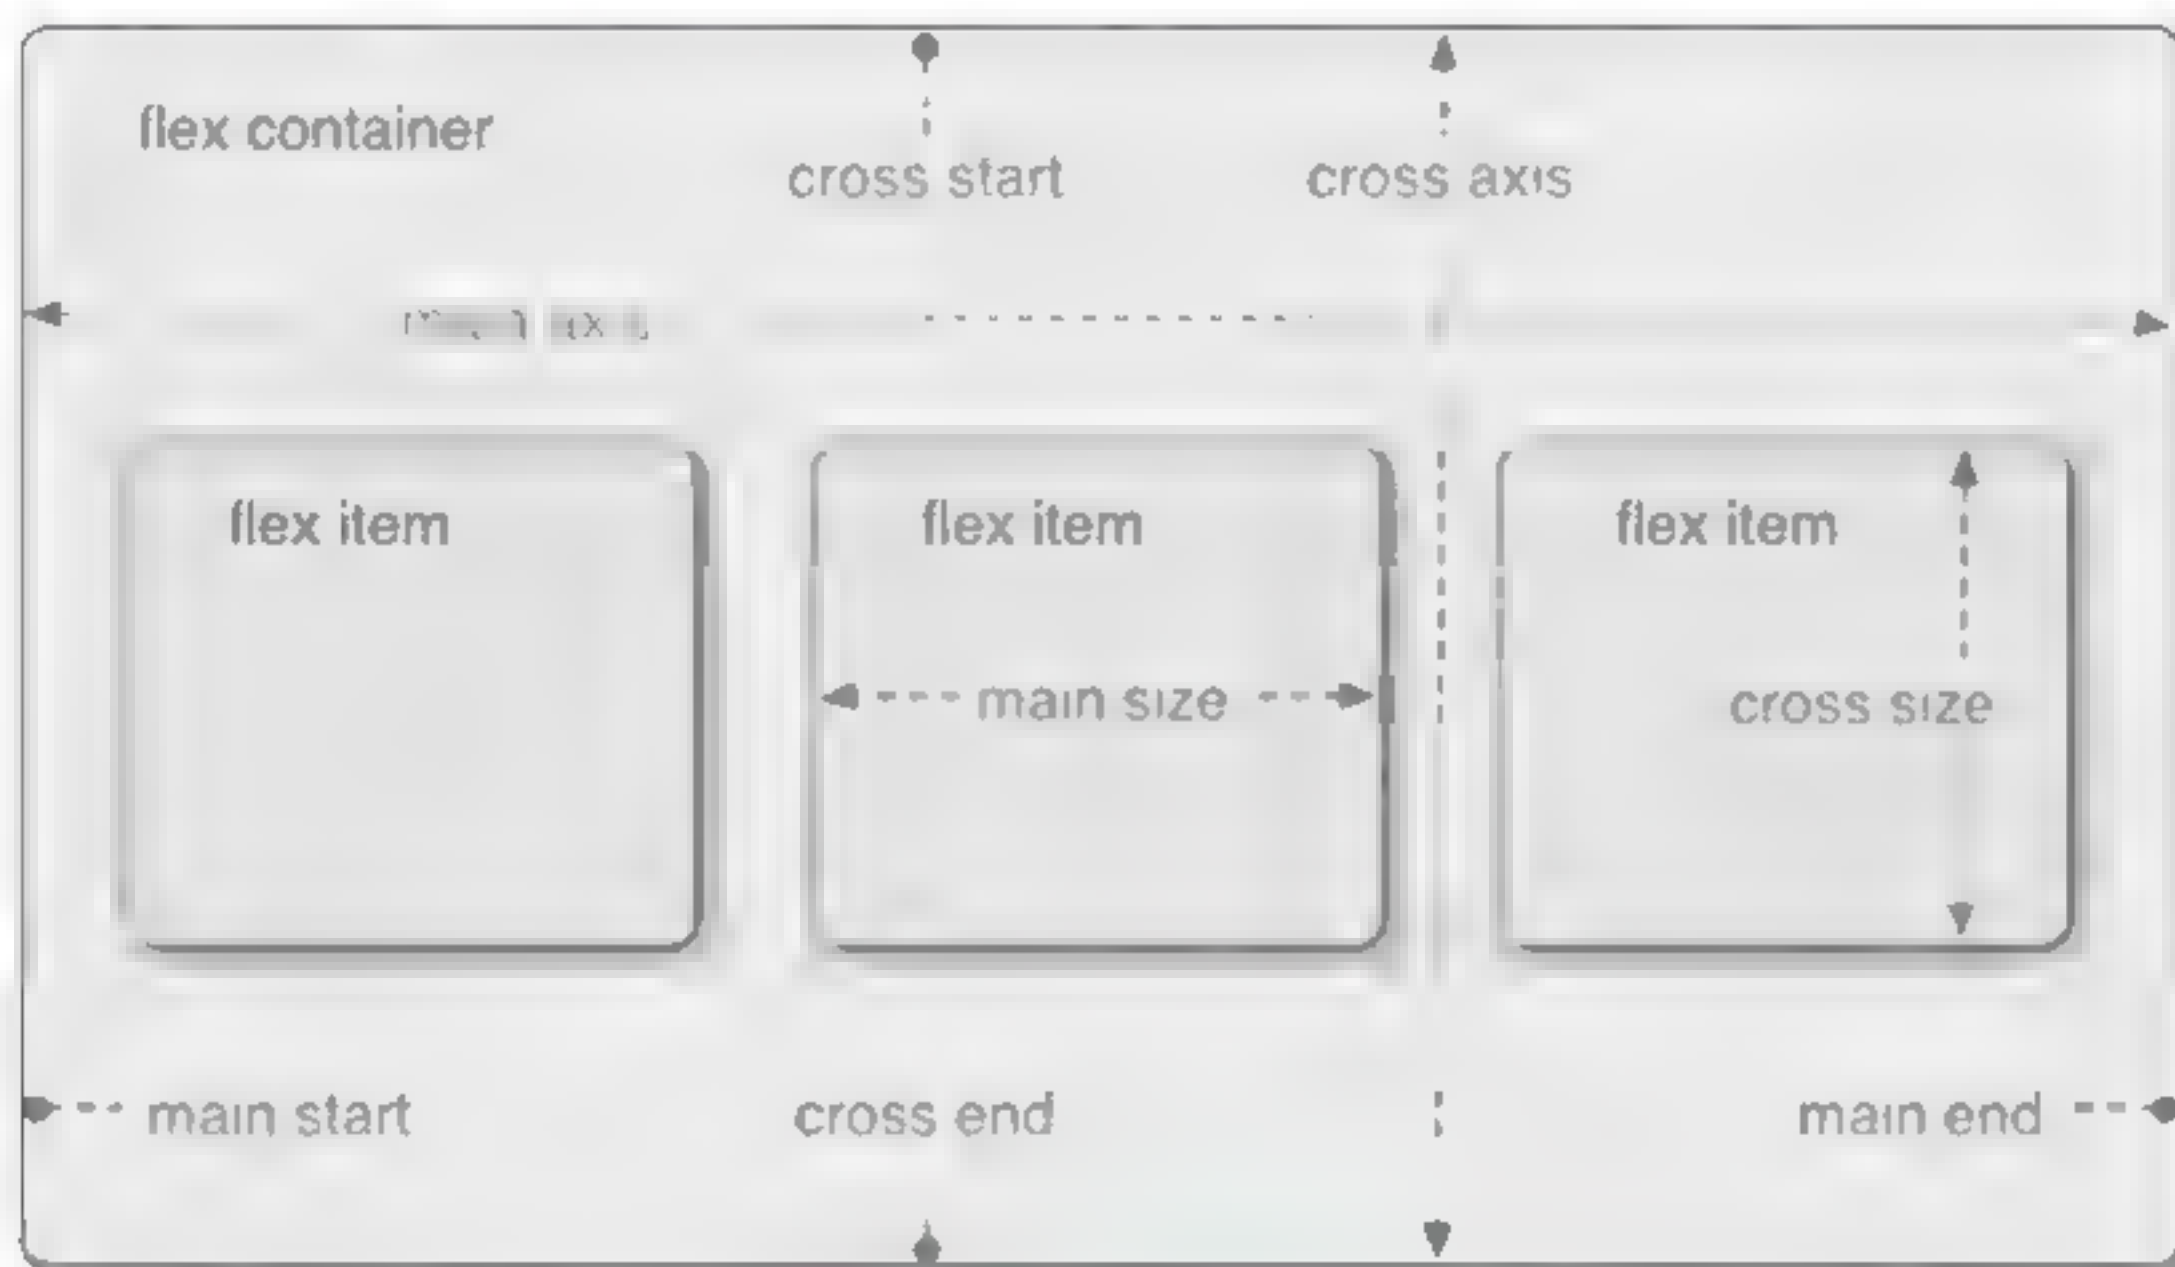 flex container
cross start
cross axis
flex item
flex item
flex item
main size
cross size
main start
cross end
main end